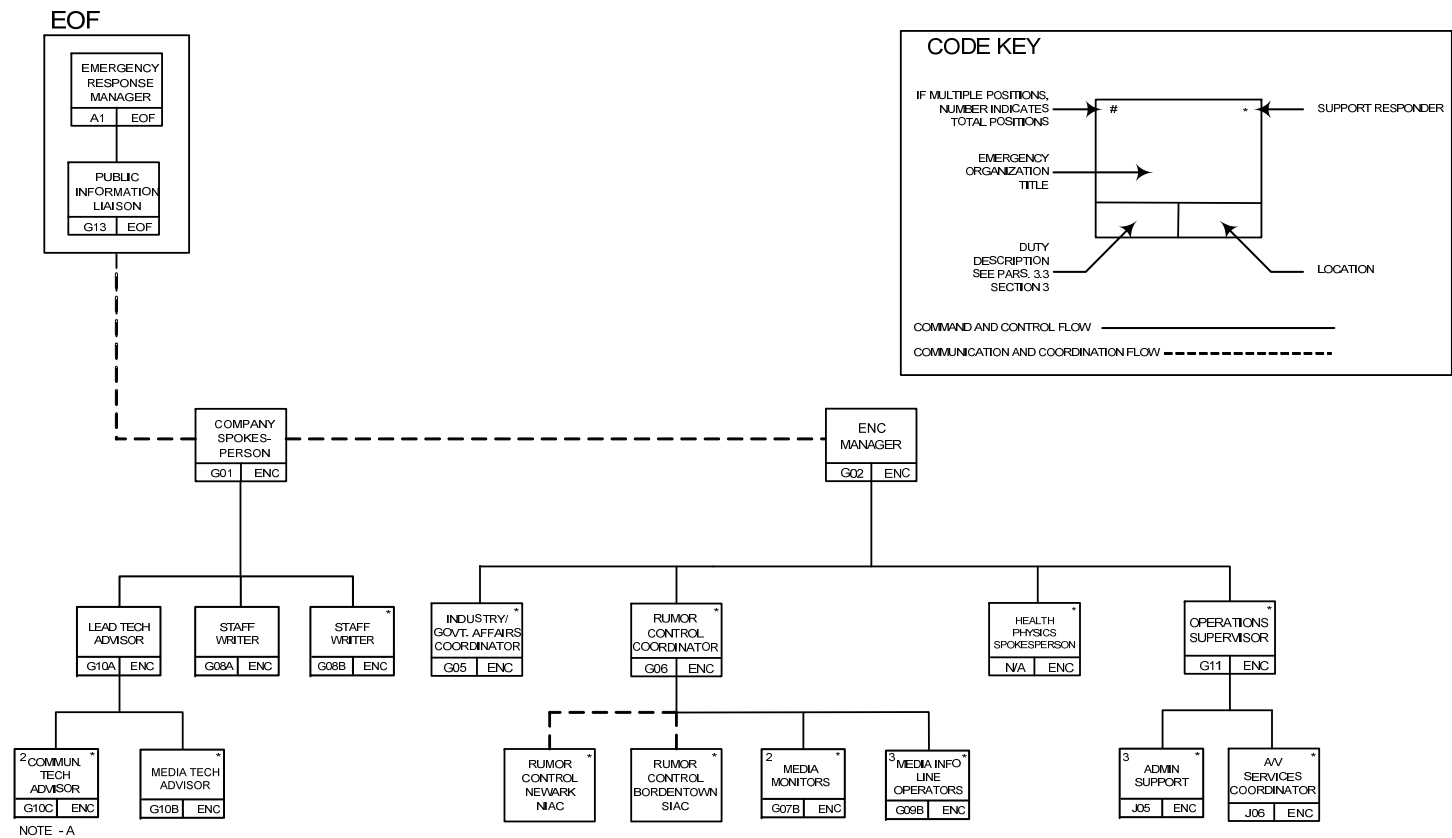 EOF
EMERGENCY
RESPONSE
MANAGER
A1 EOF
PUBLIC
INFORMATION
LIAISON
G13 EOF
CODE KEY
IF MULTIPLE POSITIONS,
NUMBER INDICATES
TOTAL POSITIONS
# *
SUPPORT RESPONDER
EMERGENCY
ORGANIZATION
TITLE
DUTY
DESCRIPTION
SEE PARS. 3.3
SECTION 3
LOCATION
COMMAND AND CONTROL FLOW
COMMUNICATION AND COORDINATION FLOW
COMPANY
SPOKES-
PERSON
G01 ENC
ENC
MANAGER
G02 ENC
LEAD TECH
ADVISOR
G10A ENC
STAFF
WRITER
G08A ENC
*
STAFF
WRITER
G08B ENC
*
INDUSTRY/
GOVT. AFFAIRS
COORDINATOR
G05 ENC
*
RUMOR
CONTROL
COORDINATOR
G06 ENC
*
HEALTH
PHYSICS
SPOKESPERSON
N/A ENC
*
OPERATIONS
SUPERVISOR
G11 ENC
2 COMMUN. *
TECH
ADVISOR
G10C ENC
NOTE - A
*
MEDIA TECH
ADVISOR
G10B ENC
*
RUMOR
CONTROL
NEWARK
NIAC
*
RUMOR
CONTROL
BORDENTOWN
SIAC
2 *
MEDIA
MONITORS
G07B ENC
3 MEDIA INFO *
LINE
OPERATORS
G09B ENC
3 *
ADMIN
SUPPORT
J05 ENC
*
A/V
SERVICES
COORDINATOR
J06 ENC